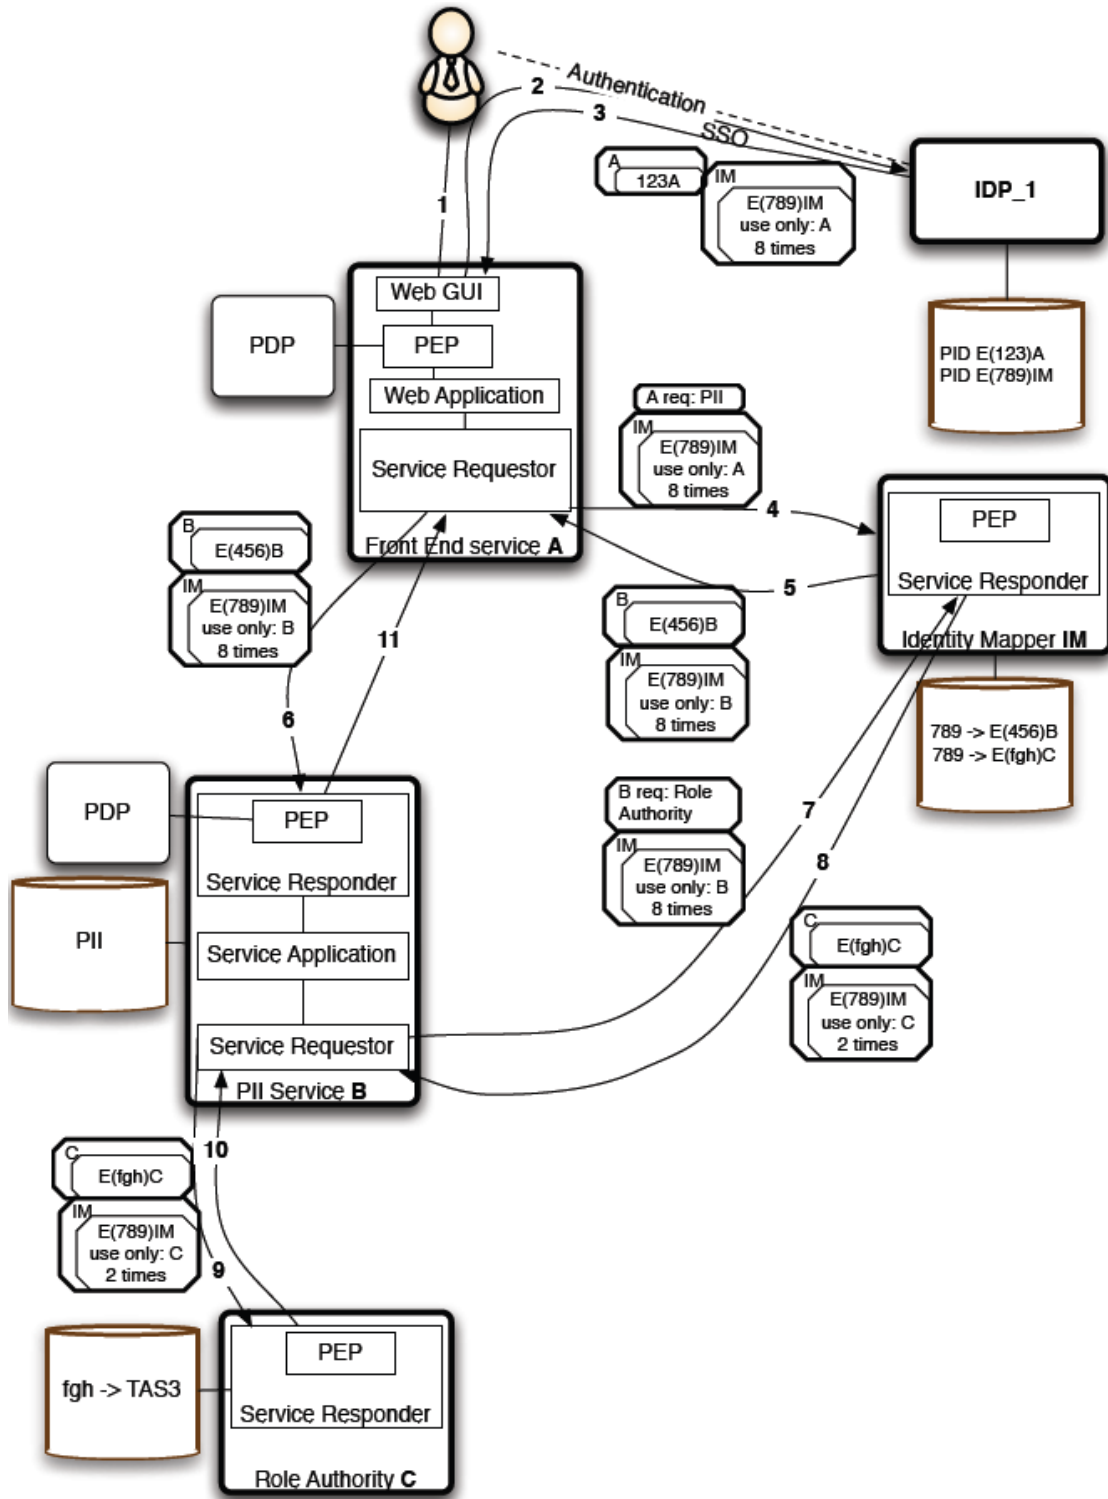 Authentication
2
3
SSO
A
123A
IM
E(789)IM
use only: A
8 times
IDP_1
1
Web GUI
PDP
PEP
Web Application
Service Requestor
Front End service A
PID E(123)A
PID E(789)IM
A req: PII
IM
E(789)IM
use only: A
8 times
4
PEP
Service Responder
Identity Mapper IM
5
B
E(456)B
IM
E(789)IM
use only: B
8 times
11
6
B
E(456)B
IM
E(789)IM
use only: B
8 times
789 -> E(456)B
789 -> E(fgh)C
PDP
PEP
Service Responder
PII
Service Application
Service Requestor
PII Service B
B req: Role
Authority
IM
E(789)IM
use only: B
8 times
7
8
C
E(fgh)C
IM
E(789)IM
use only: C
2 times
10
C
E(fgh)C
IM
E(789)IM
use only: C
2 times
9
fgh -> TAS3
PEP
Service Responder
Role Authority C